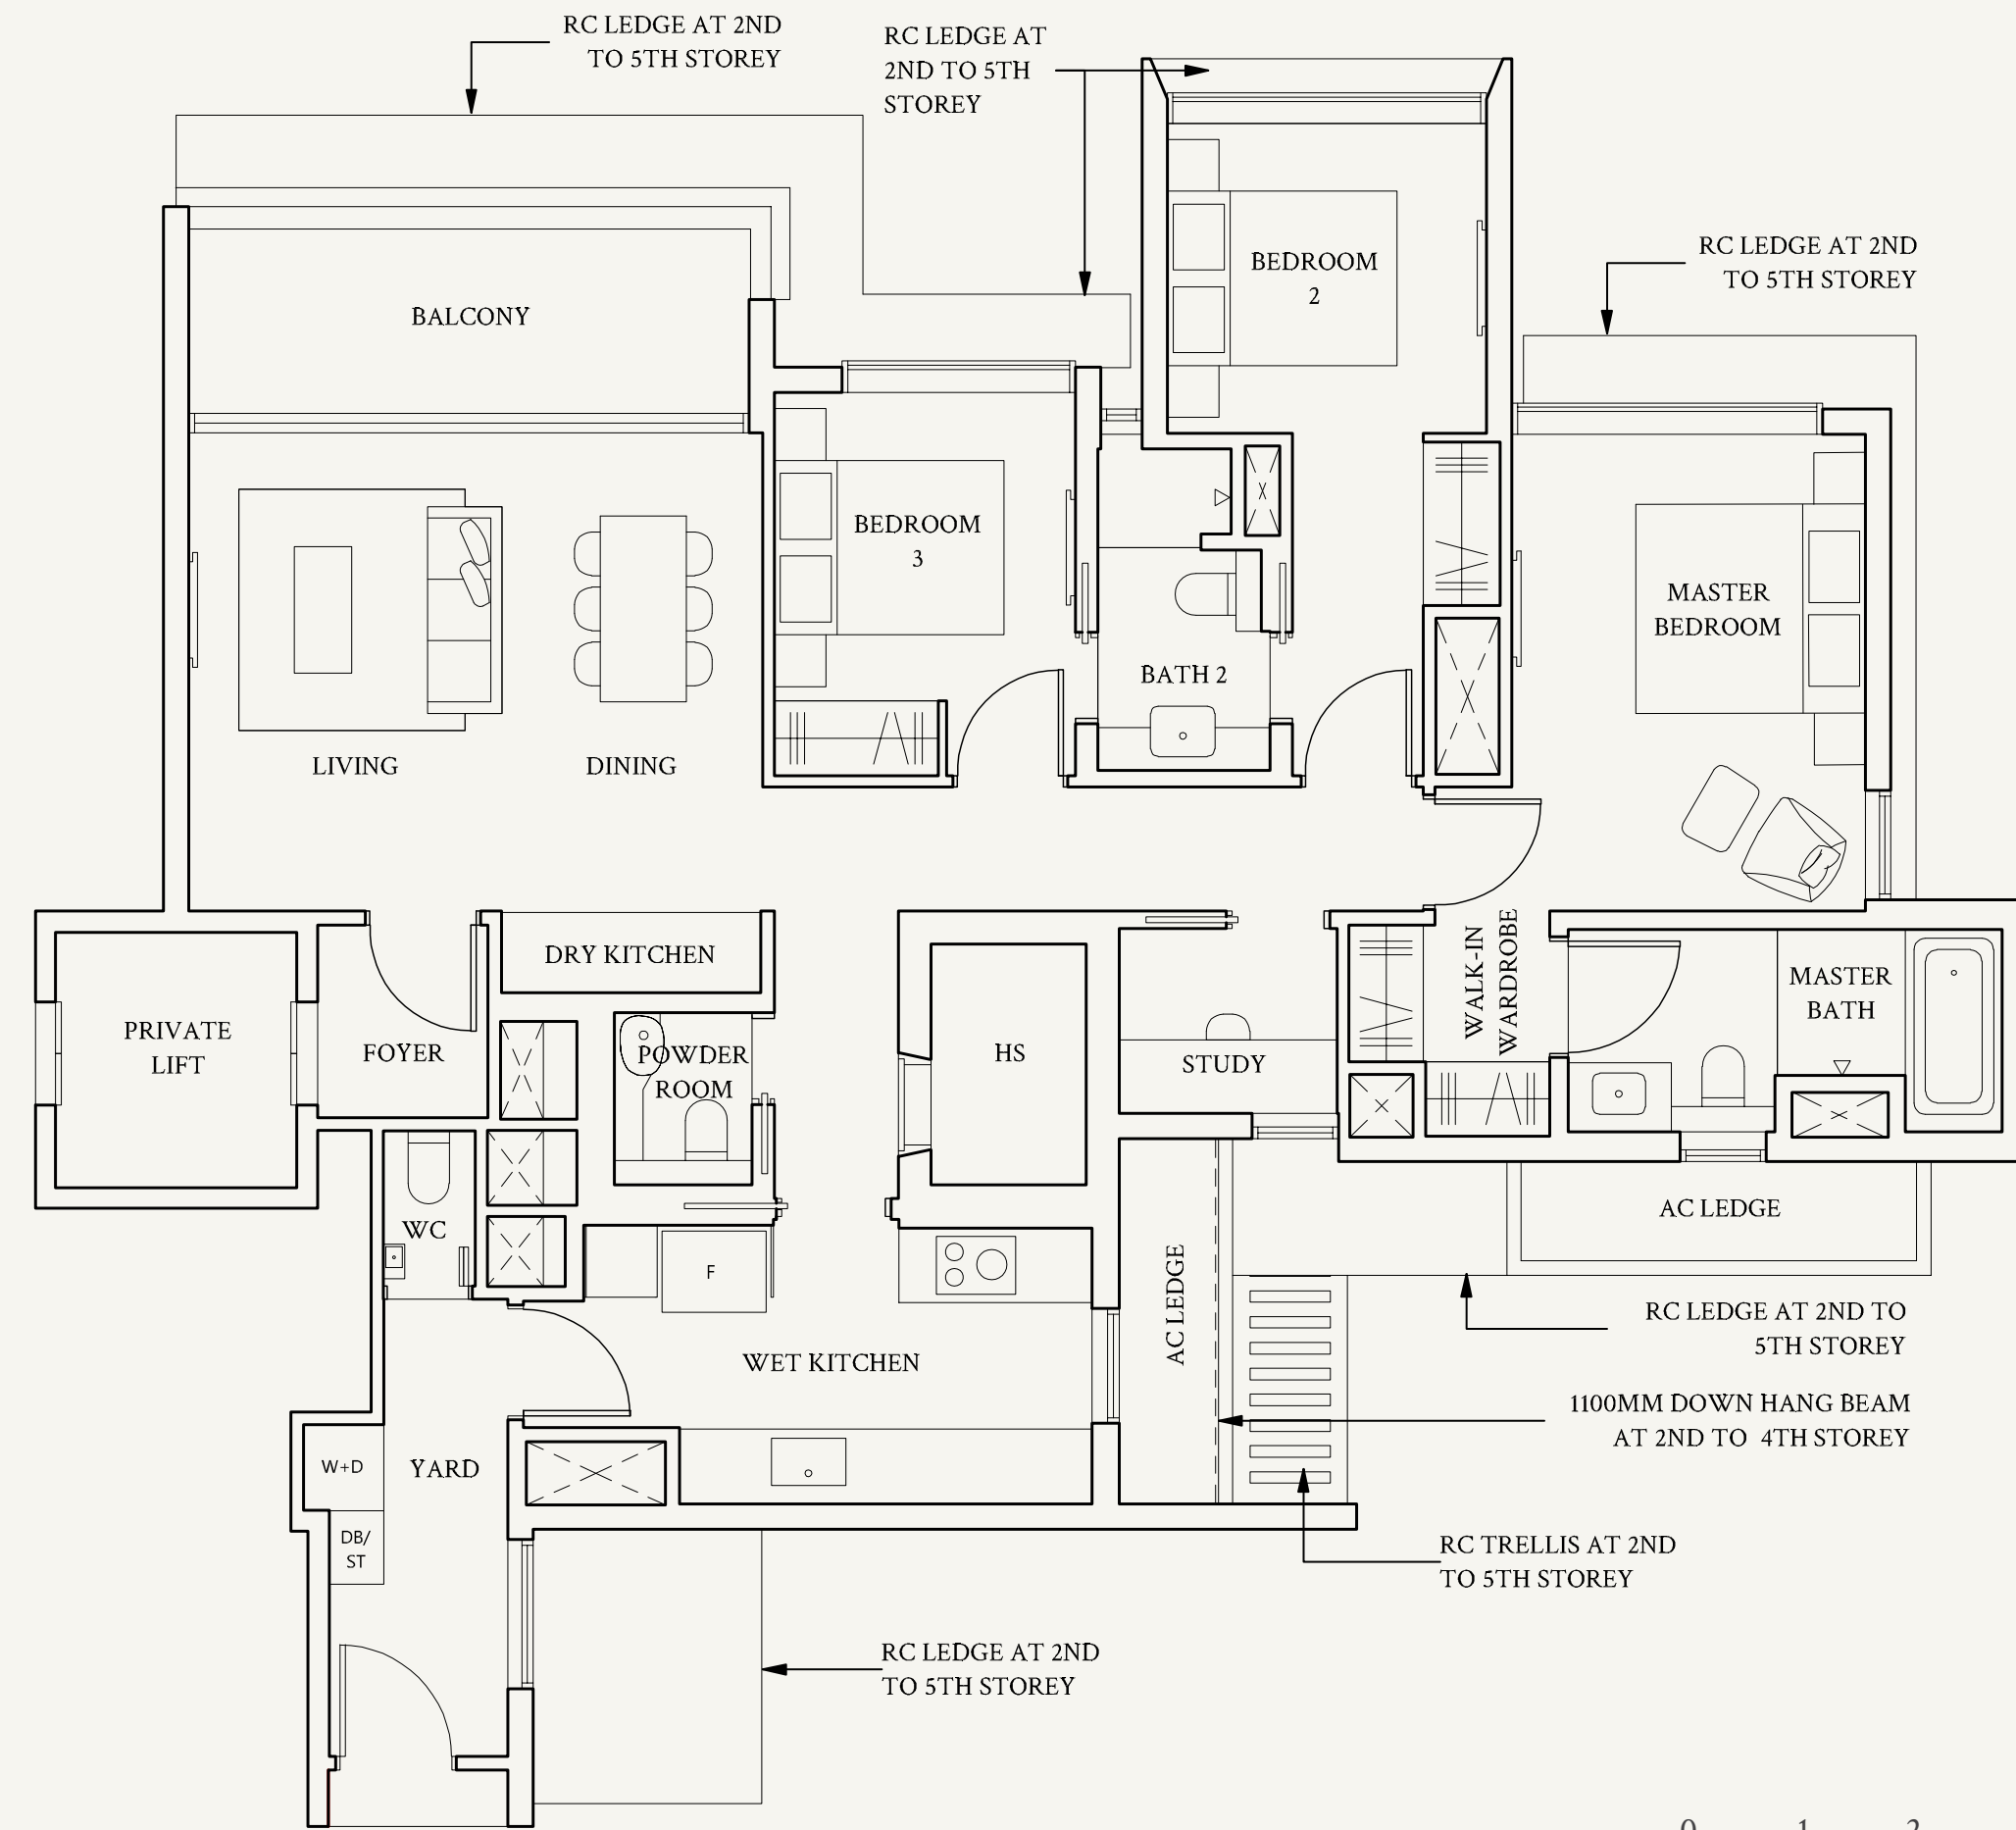 RC LEDGE AT 2ND
TO 5TH STOREY
RC LEDGE AT
2ND TO 5TH
STOREY
RC LEDGE AT 2ND
TO 5TH STOREY
BALCONY
BEDROOM
2
BEDROOM
3
MASTER
BEDROOM
BATH 2
LIVING
DINING
DRY KITCHEN
WALK-IN
WARDROBE
MASTER
BATH
PRIVATE
LIFT
FOYER
POWDER
ROOM
HS
STUDY
WC
AC LEDGE
F
AC LEDGE
RC LEDGE AT 2ND TO
5TH STOREY
WET KITCHEN
1100MM DOWN HANG BEAM
AT 2ND TO 4TH STOREY
W+D
YARD
DB/
ST
RC TRELLIS AT 2ND
TO 5TH STOREY
RC LEDGE AT 2ND
TO 5TH STOREY
0 1 2